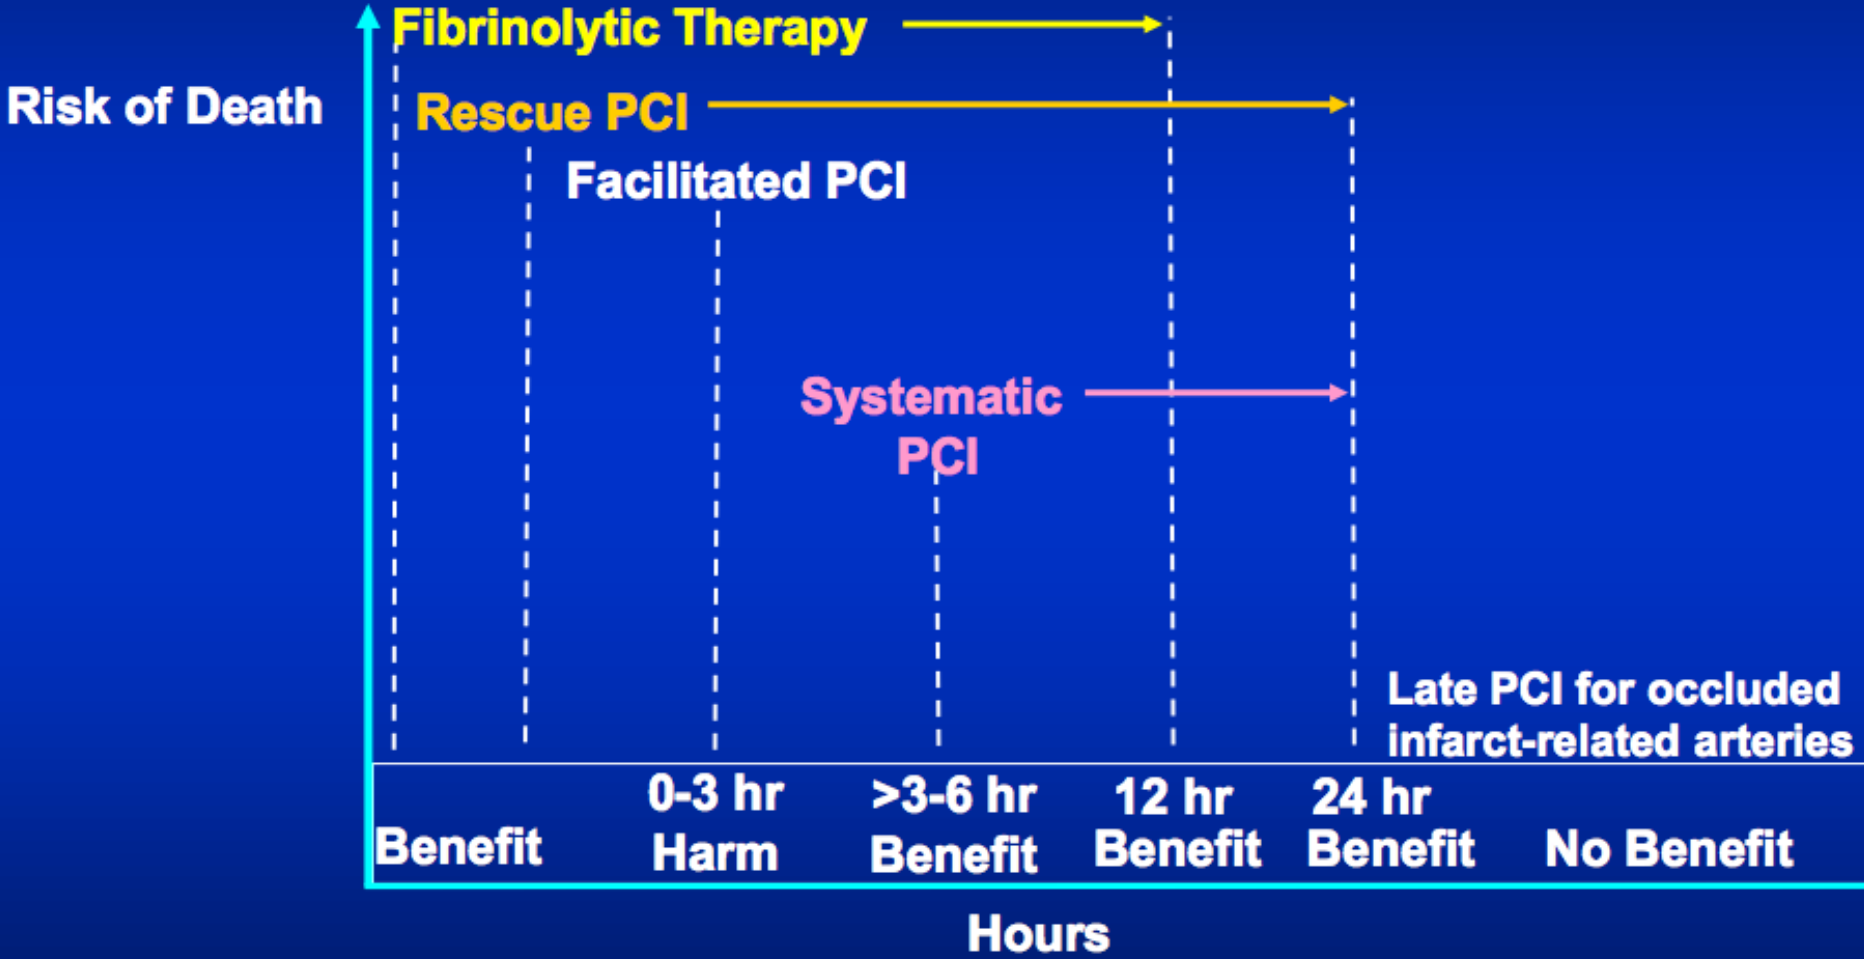 Fibrinolytic Therapy
Risk of Death
Rescue PCI
Facilitated PCI
Systematic
PCI
Late PCI for occluded
infarct-related arteries
0-3 hr >3-6 hr 12 hr 24 hr
Benefit Harm Benefit Benefit Benefit No Benefit
Hours